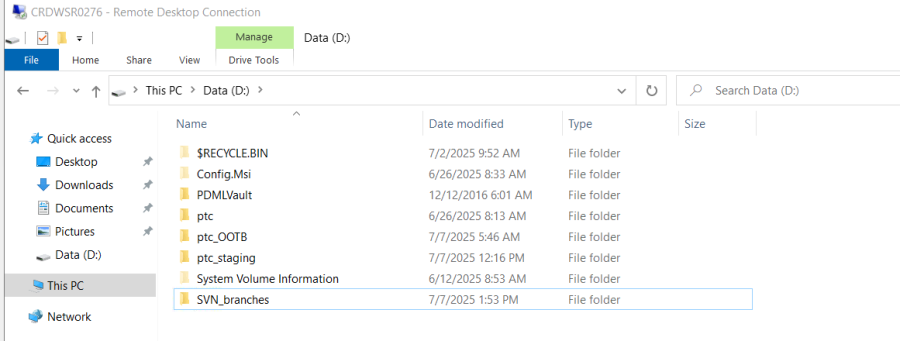 CRDWSR0276 - Remote Desktop Connection
Manage Data (D:)
File Home Share View Drive Tools
This PC Data (D:) Search Data (D:)
Name Date modified Type Size
Quick access
Desktop
Downloads
Documents
Pictures
Data (D:)
This PC
Network
$RECYCLE.BIN 7/2/2025 9:52 AM File folder
Config.Msi 6/26/2025 8:33 AM File folder
PDMLVault 12/12/2016 6:01 AM File folder
ptc 6/26/2025 8:13 AM File folder
ptc_OOTB 7/7/2025 5:46 AM File folder
ptc_staging 7/7/2025 12:16 PM File folder
System Volume Information 6/12/2025 8:53 AM File folder
SVN_branches 7/7/2025 1:53 PM File folder